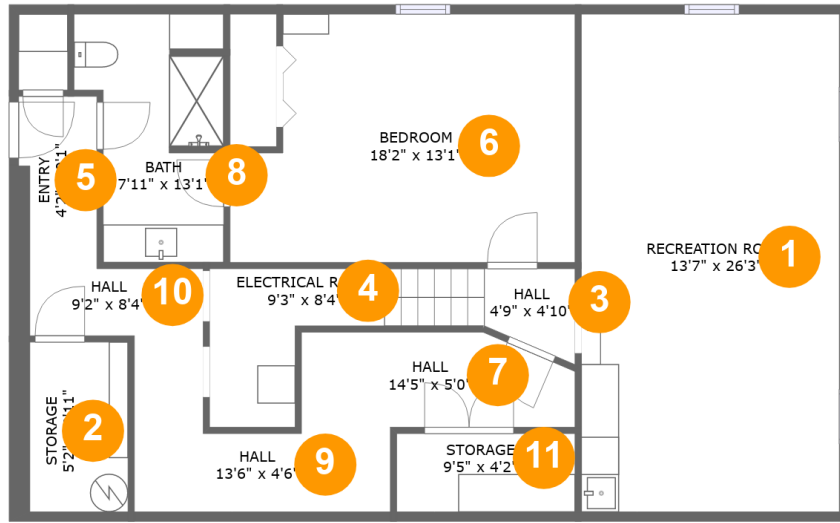 BEDROOM
18'2" x 13'1"
6
BATH
7'11" x 13'1"
8
ENTRY
5
RECREATION
13'7" x 26'3"
1
HALL
9'2" x 8'4"
10
ELECTRICAL
9'3" x 8'4"
4
HALL
4'9" x 4'10"
3
HALL
14'5" x 5'0"
7
STORAGE
2
HALL
13'6" x 4'6"
9
STORAGE
9'5" x 4'2"
11